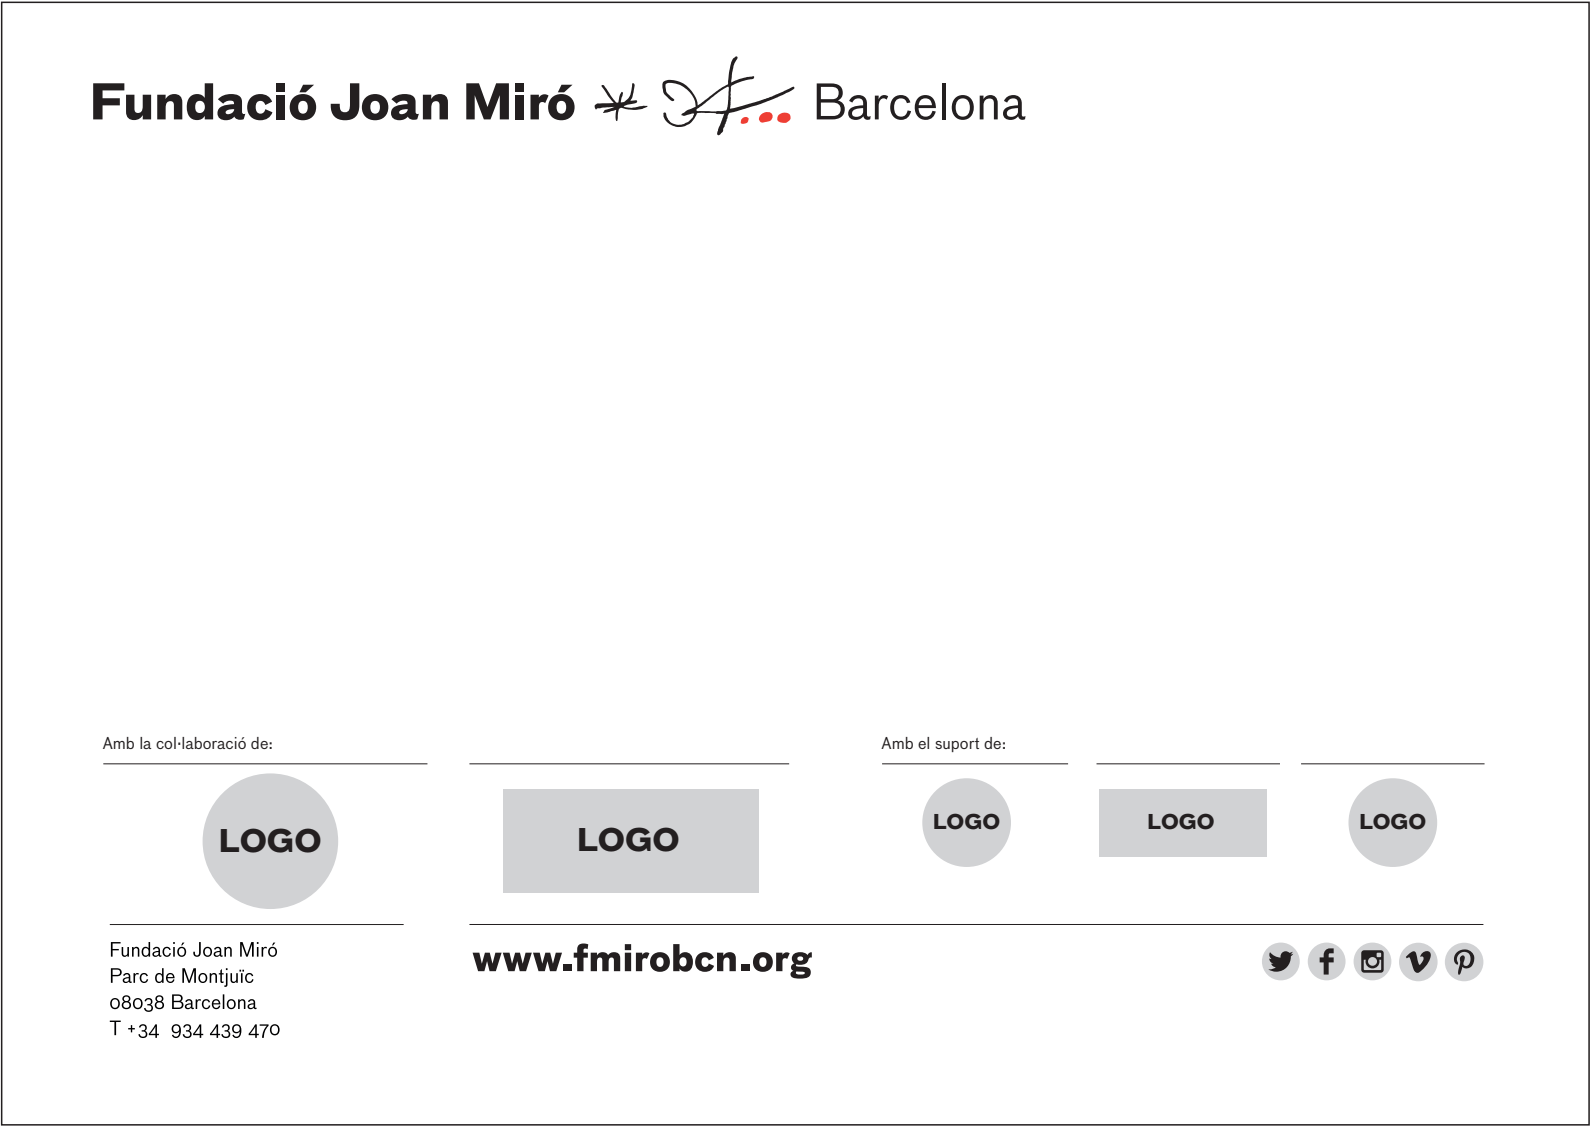 Fundació Joan Miró Barcelona
Amb la col·laboració de:
Amb el suport de:
LOGO
LOGO
LOGO
LOGO
LOGO
Fundació Joan Miró
Parc de Montjuïc
08038 Barcelona
T +34 934 439 470
www.fmirobcn.org